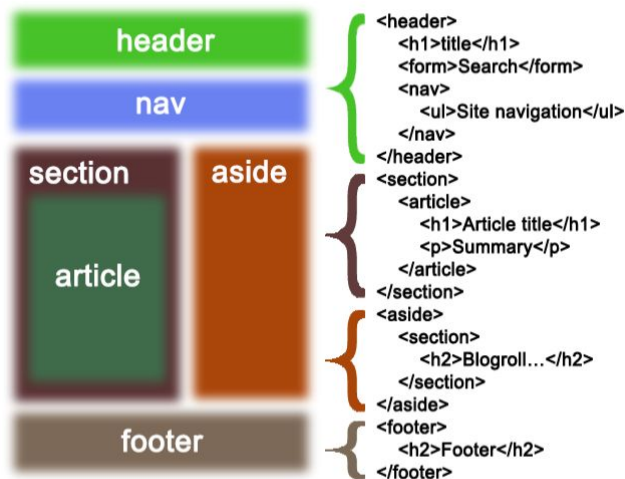 header
nav
section
aside
article
footer
<header>
<h1>title</h1>
<form>Search</form>
<nav>
<ul>Site navigation</ul>
</nav>
</header>
<section>
<article>
<h1>Article title</h1>
<p>Summary</p>
</article>
</section>
<aside>
<section>
<h2>Blogroll...</h2>
</section>
</aside>
<footer>
<h2>Footer</h2>
</footer>